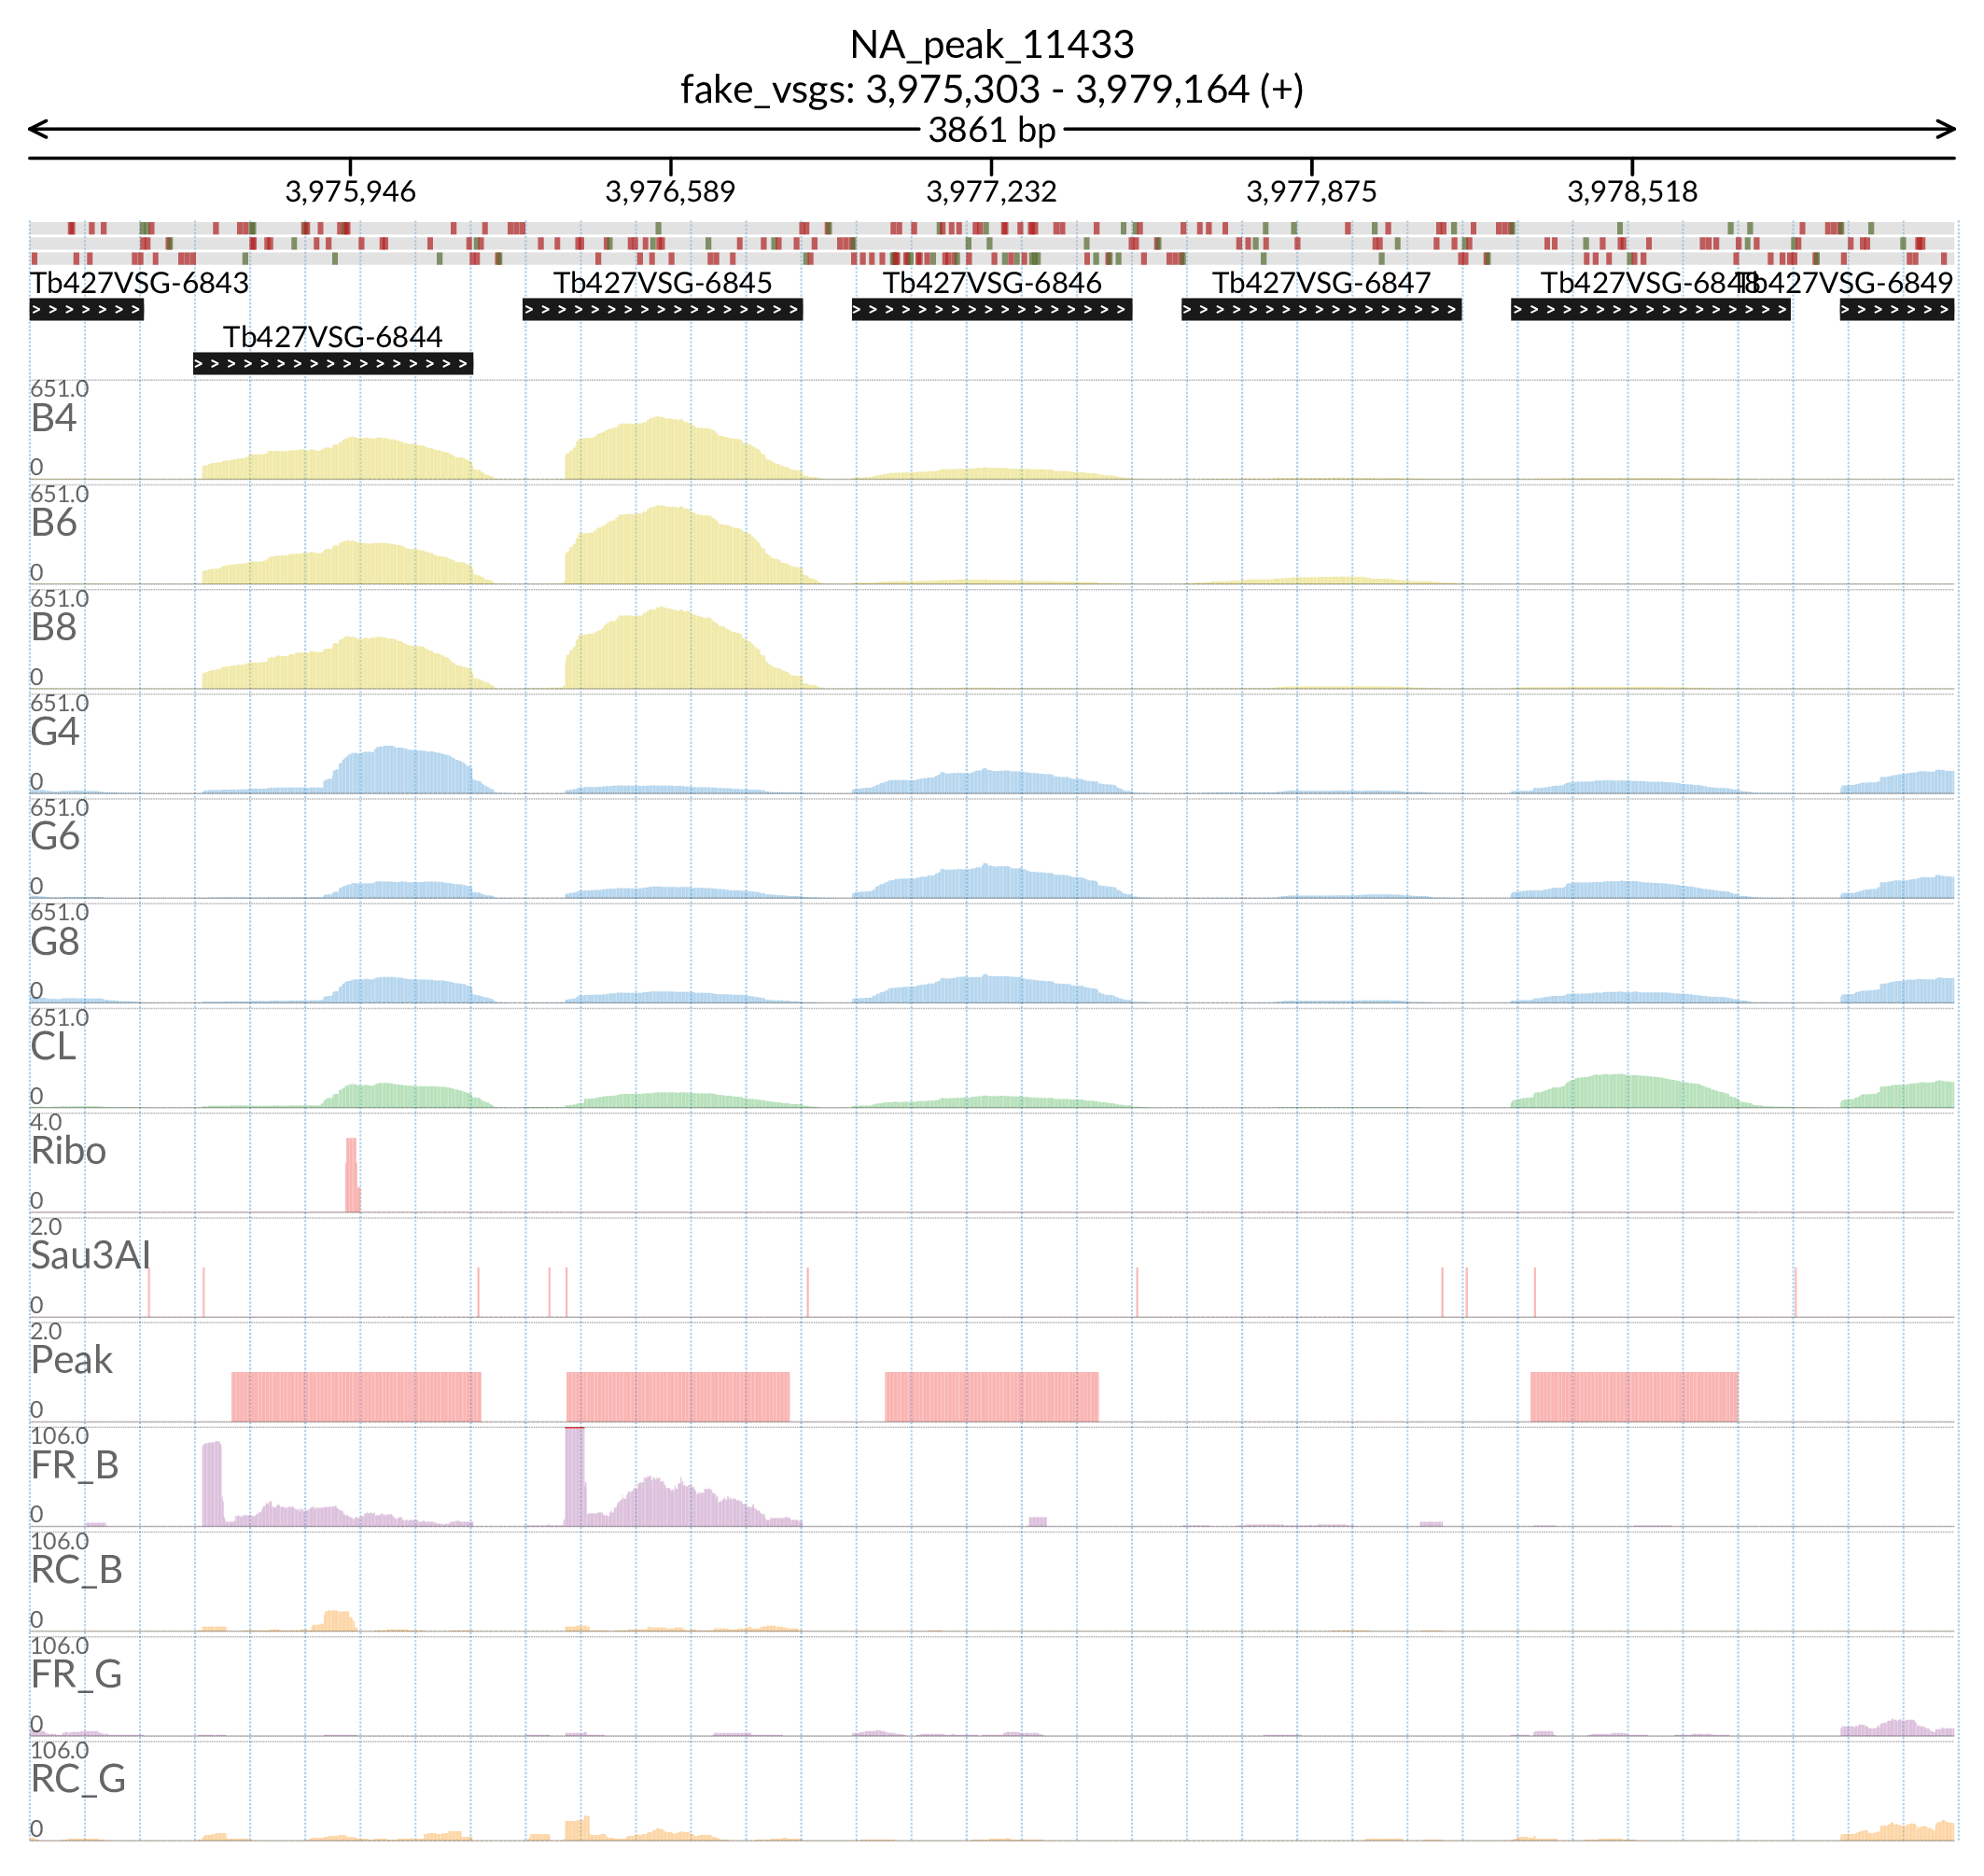 NA_peak_11433
fake_vsgs: 3,975,303 - 3,979,164 (+)
3861 bp
3,975,946 3,976,589 3,977,232 3,977,875 3,978,518
Tb427VSG-6843 Tb427VSG-6845 Tb427VSG-6846 Tb427VSG-6847 Tb427VSG-6848 Tb427VSG-6849
Tb427VSG-6844
651.0
B4
0
651.0
B6
0
651.0
B8
0
651.0
G4
0
651.0
G6
0
651.0
G8
0
651.0
CL
0
4.0
Ribo
0
2.0
Sau3AI
0
2.0
Peak
0
106.0
FR_B
0
106.0
RC_B
0
106.0
FR_G
0
106.0
RC_G
0